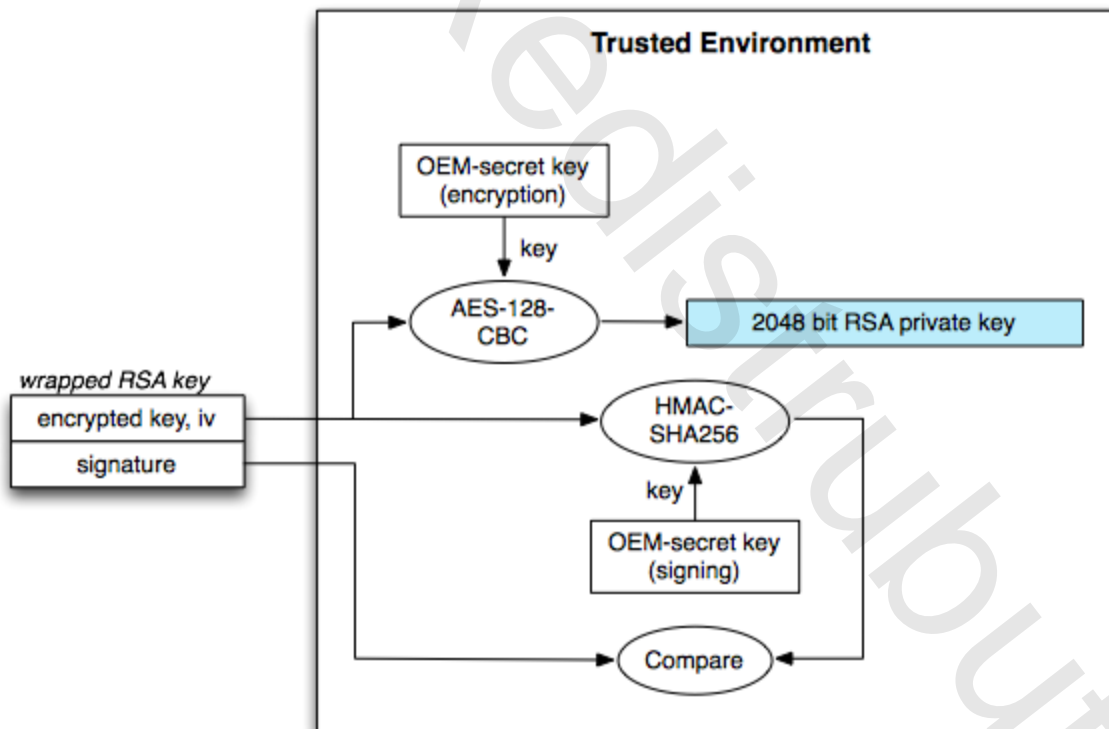 Trusted Environment
OEM-secret key
(encryption)
key
AES-128-
CBC
2048 bit RSA private key
wrapped RSA key
encrypted key, iv
signature
HMAC-
SHA256
key
OEM-secret key
(signing)
Compare